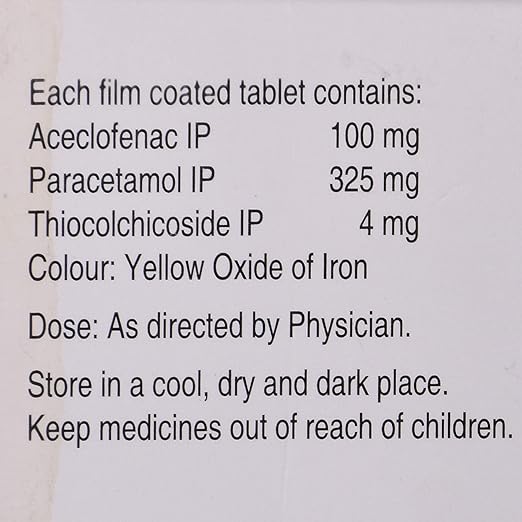 Each film coated tablet contains:
Aceclofenac IP 100 mg
Paracetamol IP 325 mg
Thiocolchicoside IP 4 mg
Colour: Yellow Oxide of Iron
Dose: As directed by Physician.
Store in a cool, dry and dark place.
Keep medicines out of reach of children.